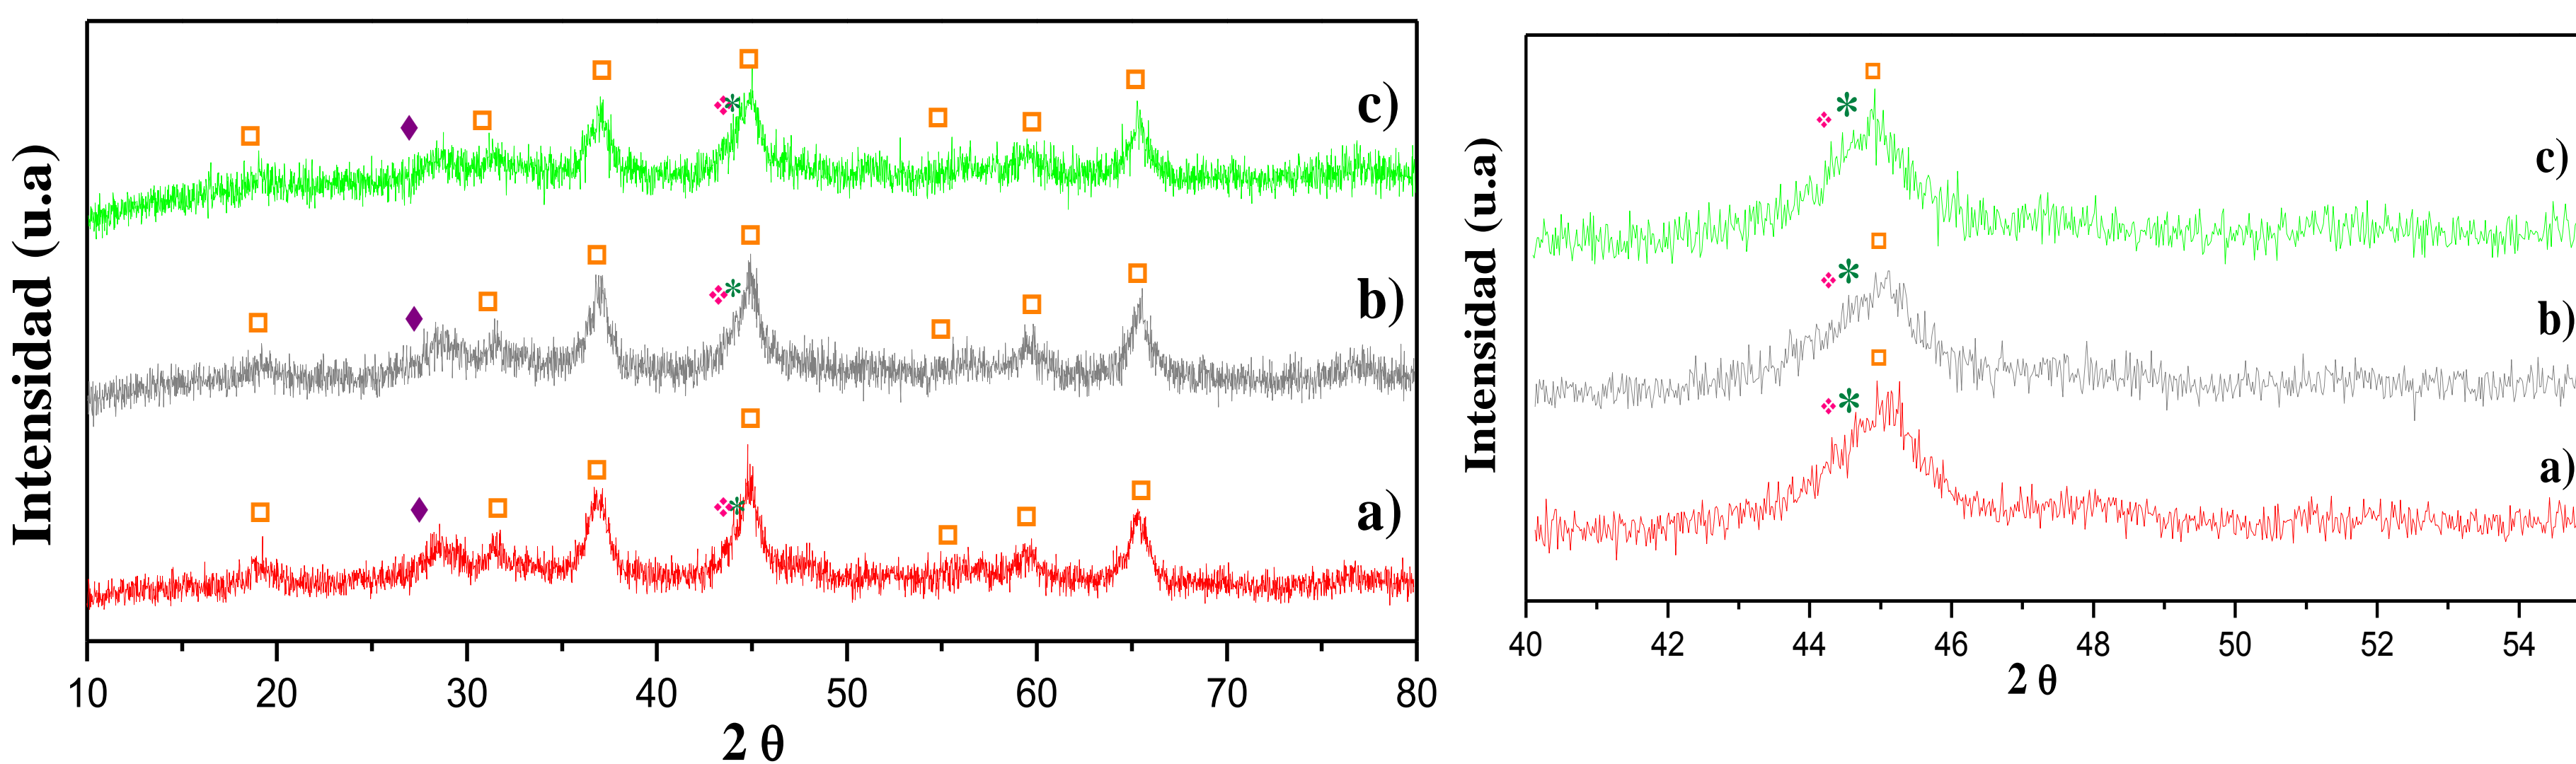 Intensidad (u.a)
c)
b)
a)
10 20 30 40 50 60 70 80
2 θ
Intensidad (u.a)
c)
b)
a)
40 42 44 46 48 50 52 54
2 θ